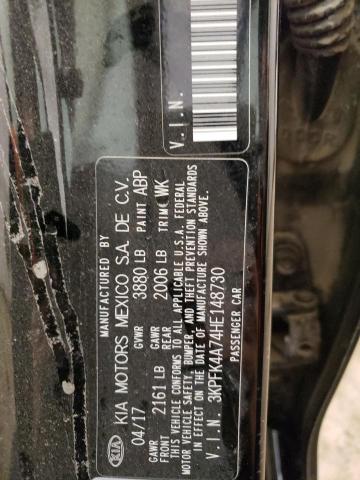 MANUFACTURED BY
KIA KIA MOTORS MEXICO S.A. DE C.V.
04/17 GVWR 3880 LB PAINT ABP
GAWR FRONT 2161 LB GAWR REAR 2006 LB TRIM WK
THIS VEHICLE CONFORMS TO ALL APPLICABLE U.S.A. FEDERAL
MOTOR VEHICLE SAFETY, BUMPER, AND THEFT PREVENTION STANDARDS
IN EFFECT ON THE DATE OF MANUFACTURE SHOWN ABOVE.
V.I.N. 3KPFK4A74HE148730
PASSENGER CAR
V.I.N.